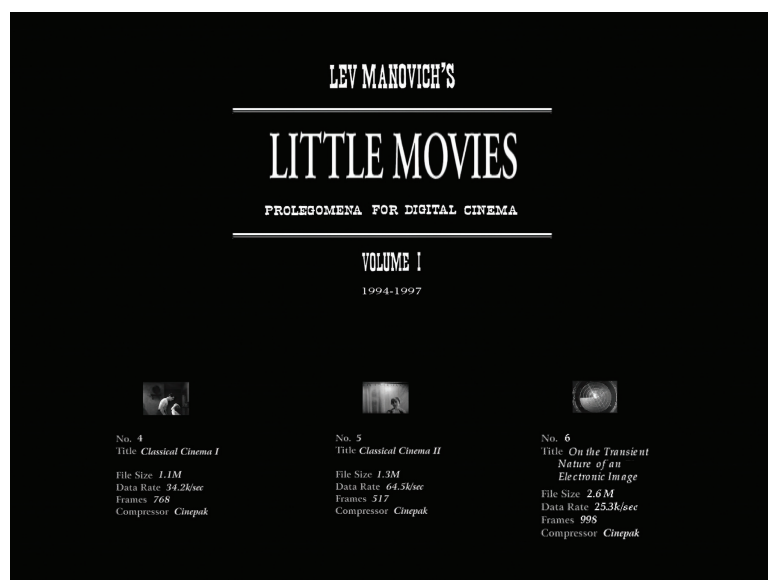 LEV MANOVICH'S
LITTLE MOVIES
PROLEGOMENA FOR DIGITAL CINEMA
VOLUME I
1994-1997
No. 4
Title Classical Cinema I
File Size 1.1M
Data Rate 34.2k/sec
Frames 768
Compressor Cinepak
No. 5
Title Classical Cinema II
File Size 1.3M
Data Rate 64.5k/sec
Frames 517
Compressor Cinepak
No. 6
Title On the Transient
Nature of an
Electronic Image
File Size 2.6 M
Data Rate 25.3k/sec
Frames 998
Compressor Cinepak